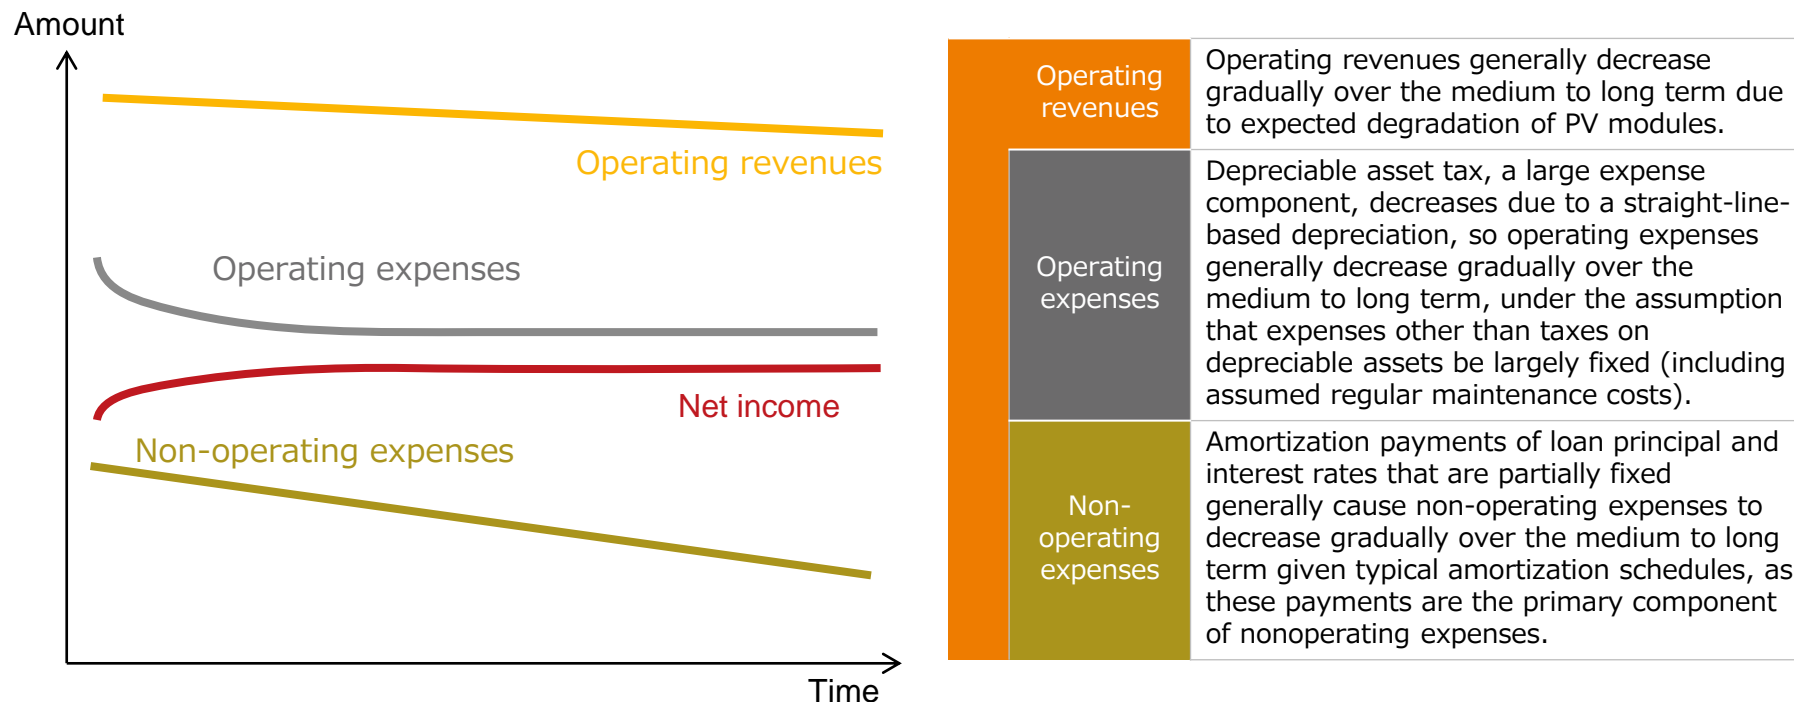 Amount
Operating revenues
Operating expenses
Net income
Non-operating expenses
Time
Operating
revenues
Operating revenues generally decrease
gradually over the medium to long term due
to expected degradation of PV modules.
Operating
expenses
Depreciable asset tax, a large expense
component, decreases due to a straight-line-
based depreciation, so operating expenses
generally decrease gradually over the
medium to long term, under the assumption
that expenses other than taxes on
depreciable assets be largely fixed (including
assumed regular maintenance costs).
Non-
operating
expenses
Amortization payments of loan principal and
interest rates that are partially fixed
generally cause non-operating expenses to
decrease gradually over the medium to long
term given typical amortization schedules, as
these payments are the primary component
of nonoperating expenses.